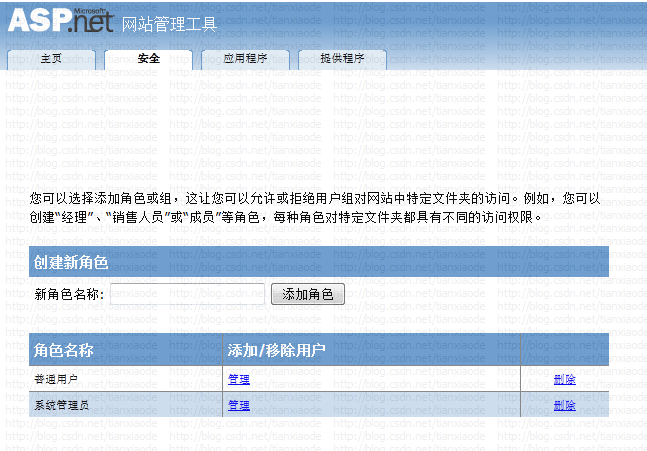 Microsoft
ASP.net 网站管理工具
主页 安全 应用程序 提供程序
您可以选择添加角色或组，这让您可以允许或拒绝用户组对网站中特定文件夹的访问。例如，您可以
创建“经理”、“销售人员”或“成员”等角色，每种角色对特定文件夹都具有不同的访问权限。
创建新角色
新角色名称: 添加角色
角色名称 添加/移除用户
普通用户 管理 删除
系统管理员 管理 删除
http://blog.csdn.net/tianxiaode